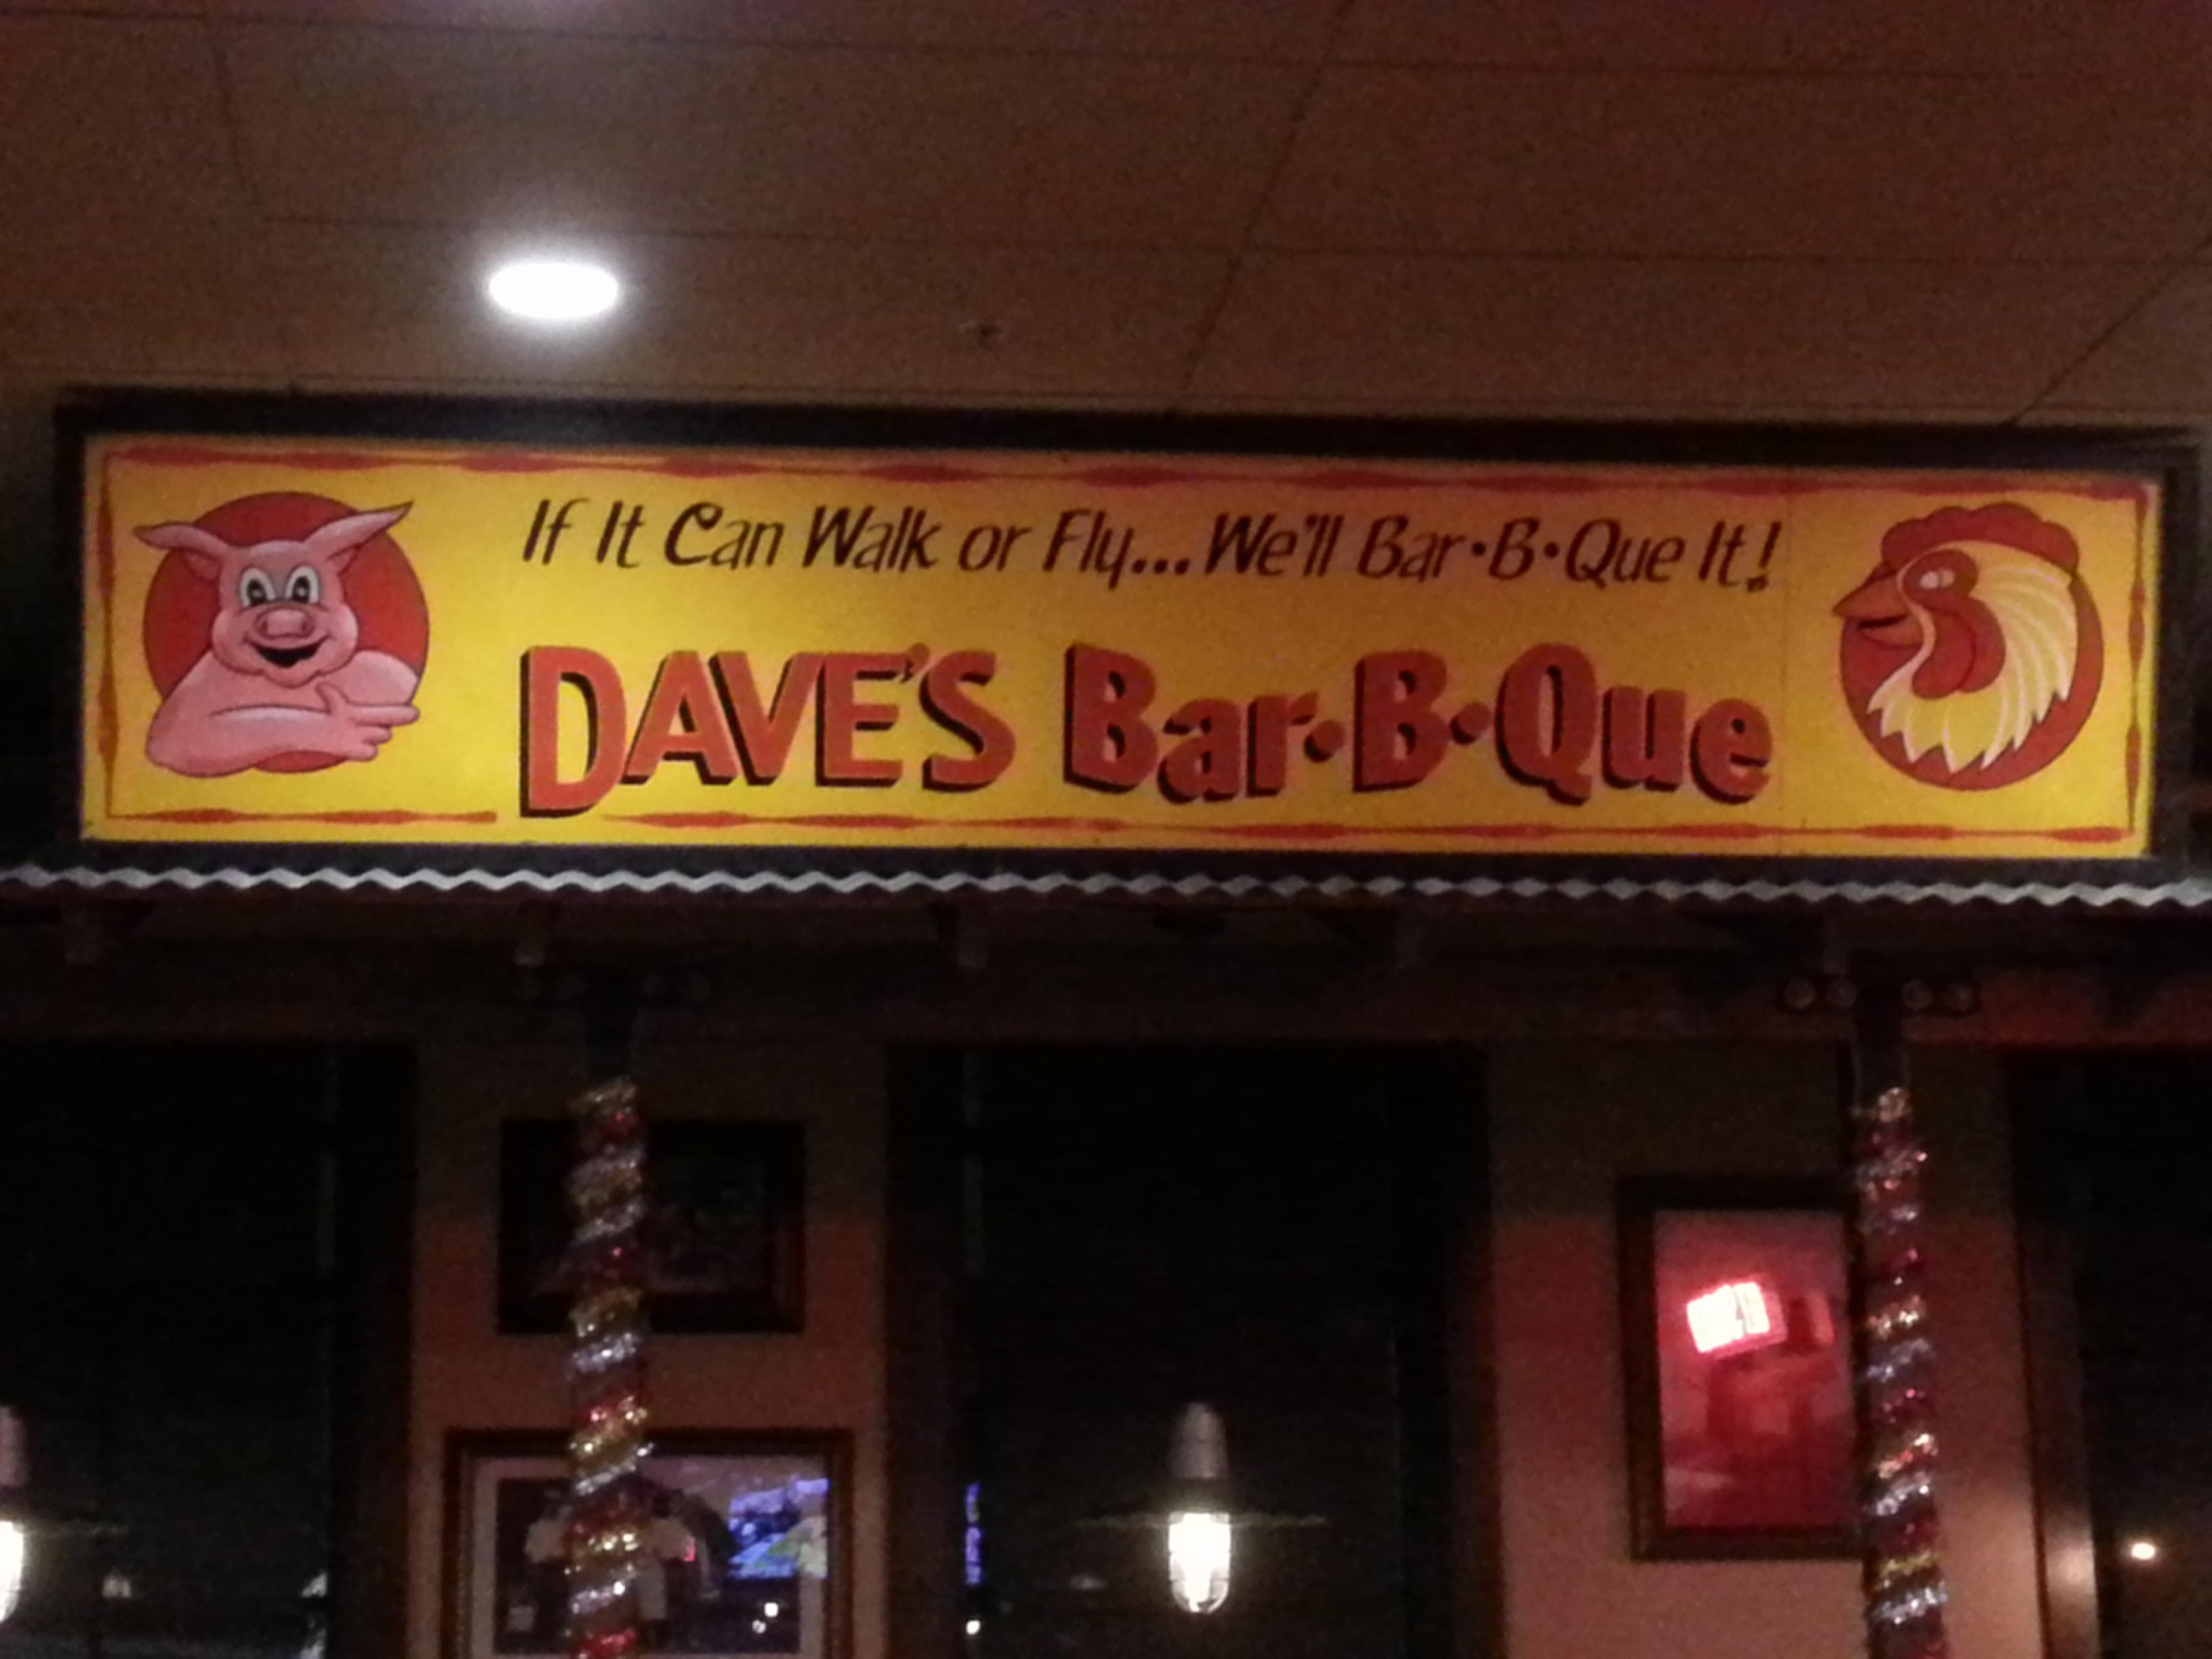 If It Can Walk or Fly...We'll Bar•B•Que It!
DAVE'S Bar•B•Que